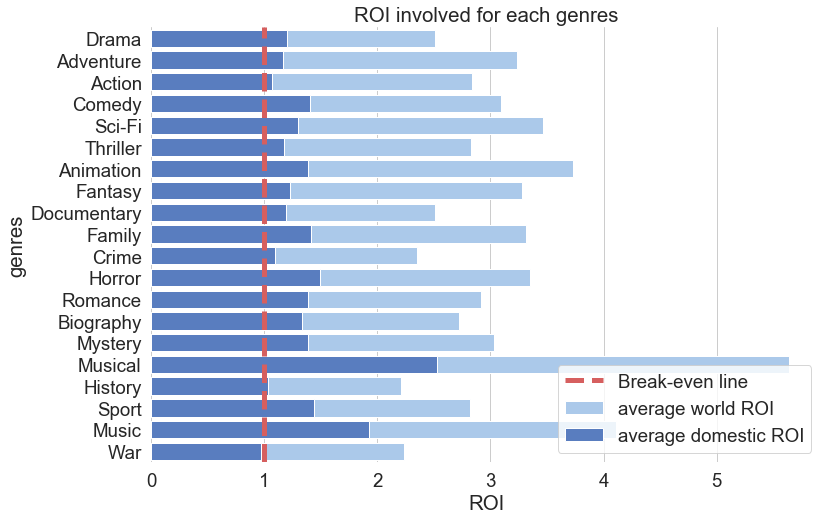 ROI involved for each genres
genres
Drama
Adventure
Action
Comedy
Sci-Fi
Thriller
Animation
Fantasy
Documentary
Family
Crime
Horror
Romance
Biography
Mystery
Musical
History
Sport
Music
War
Break-even line
average world ROI
average domestic ROI
0 1 2 3 4 5
ROI